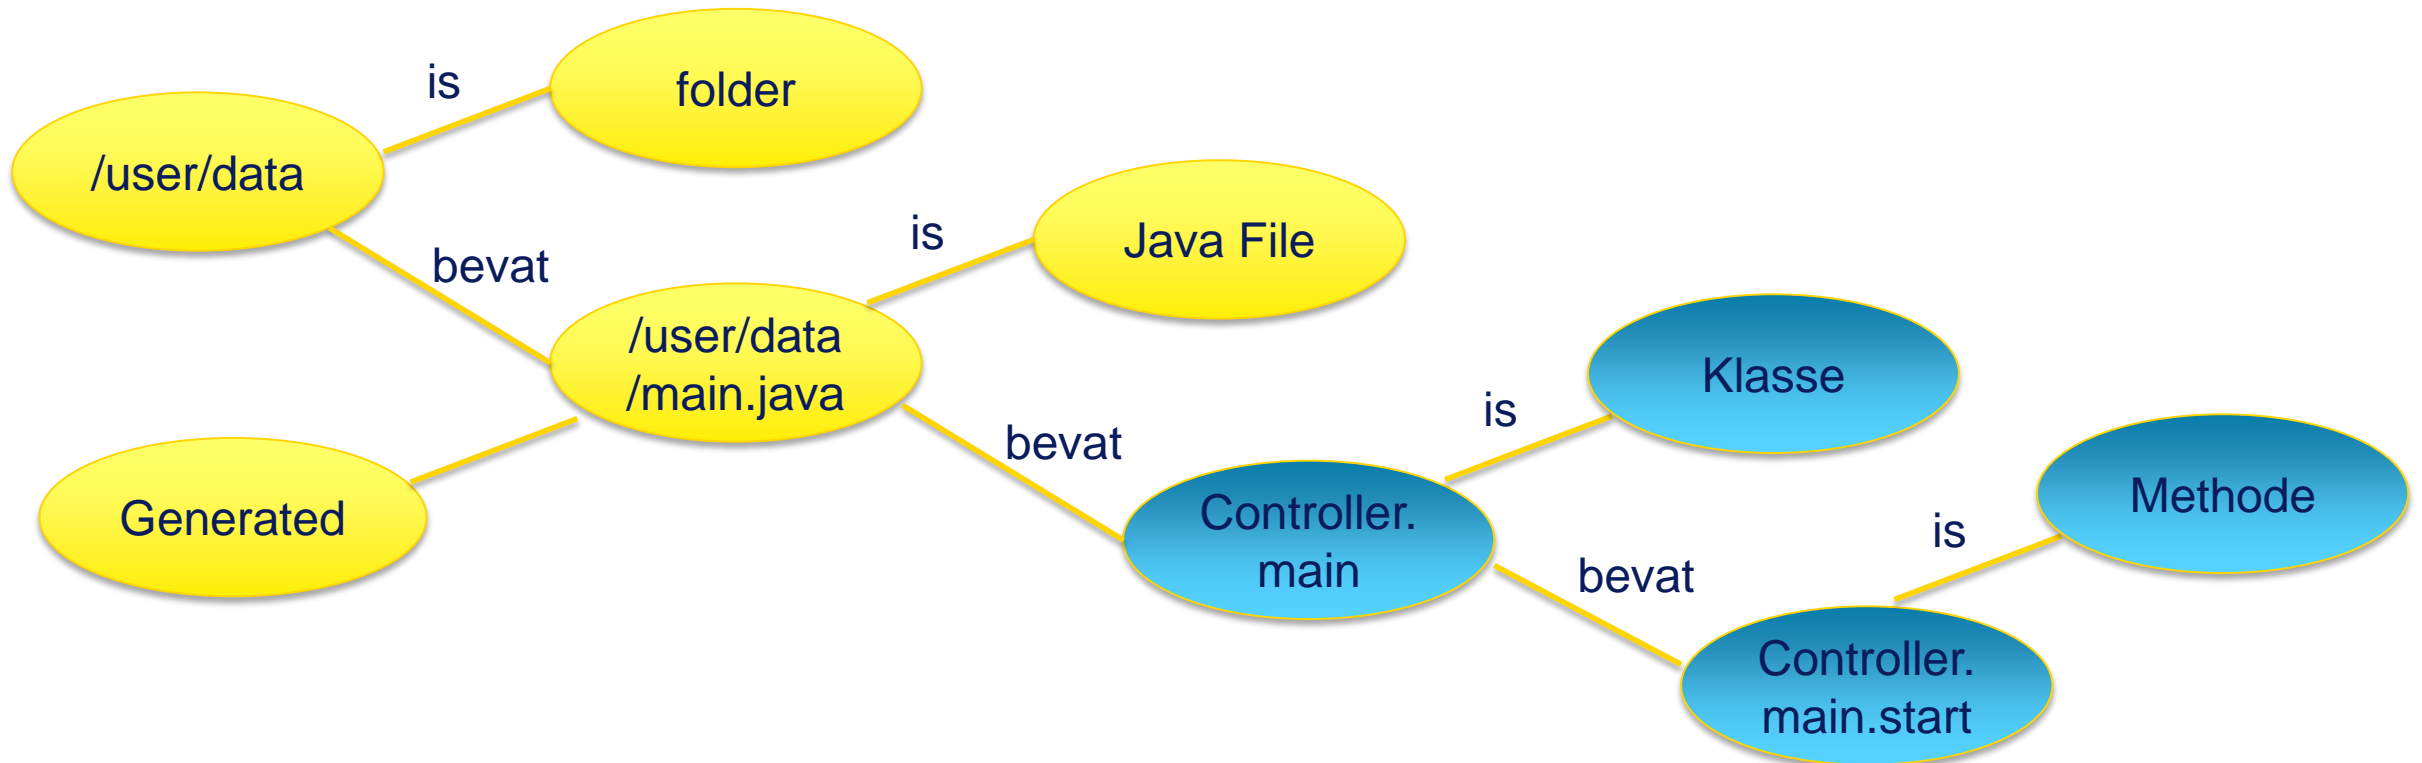 is
folder
/user/data
is
Java File
bevat
/user/data
/main.java
Klasse
is
bevat
Generated
Controller.
main
Methode
is
bevat
Controller.
main.start